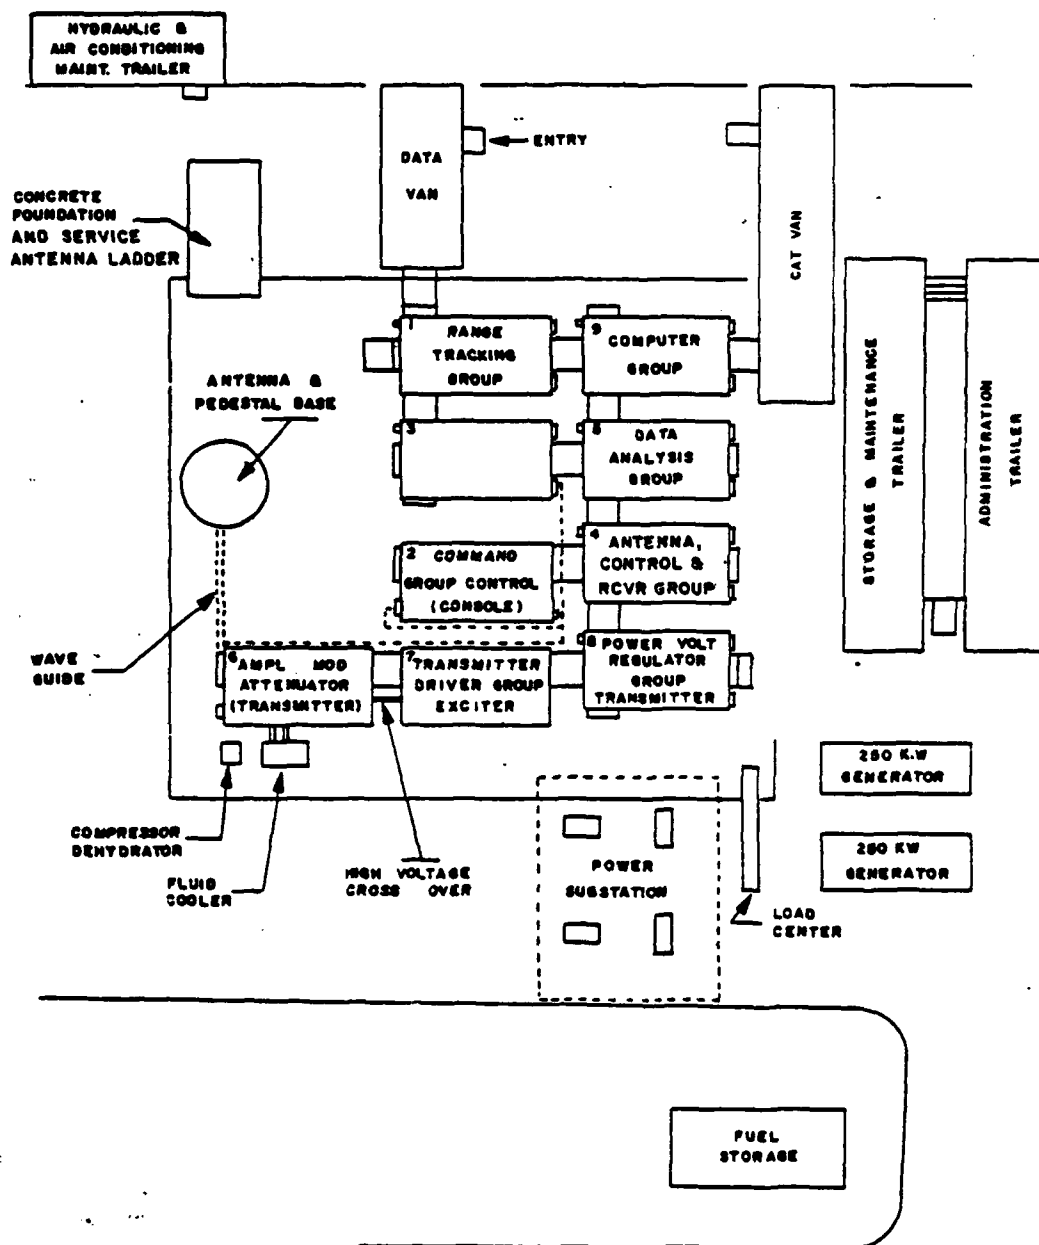 HYDRAULIC &
AIR CONDITIONING
MAINT. TRAILER
DATA
VAN
ENTRY
CAT VAN
CONCRETE
FOUNDATION
AND SERVICE
ANTENNA LADDER
STORAGE & MAINTENANCE
TRAILER
ADMINISTRATION
TRAILER
1
RANGE
TRACKING
GROUP
9
COMPUTER
GROUP
ANTENNA &
PEDESTAL BASE
3
5
DATA
ANALYSIS
GROUP
2
COMMAND
GROUP CONTROL
(CONSOLE)
4
ANTENNA,
CONTROL &
RCVR GROUP
WAVE
GUIDE
6
AMPL MOD
ATTENUATOR
(TRANSMITTER)
7
TRANSMITTER
DRIVER GROUP
EXCITER
8
POWER VOLT
REGULATOR
GROUP
TRANSMITTER
250 K.W
GENERATOR
250 KW
GENERATOR
COMPRESSOR
DEHYDRATOR
FLUID
COOLER
HIGH VOLTAGE
CROSS OVER
POWER
SUBSTATION
LOAD
CENTER
FUEL
STORAGE